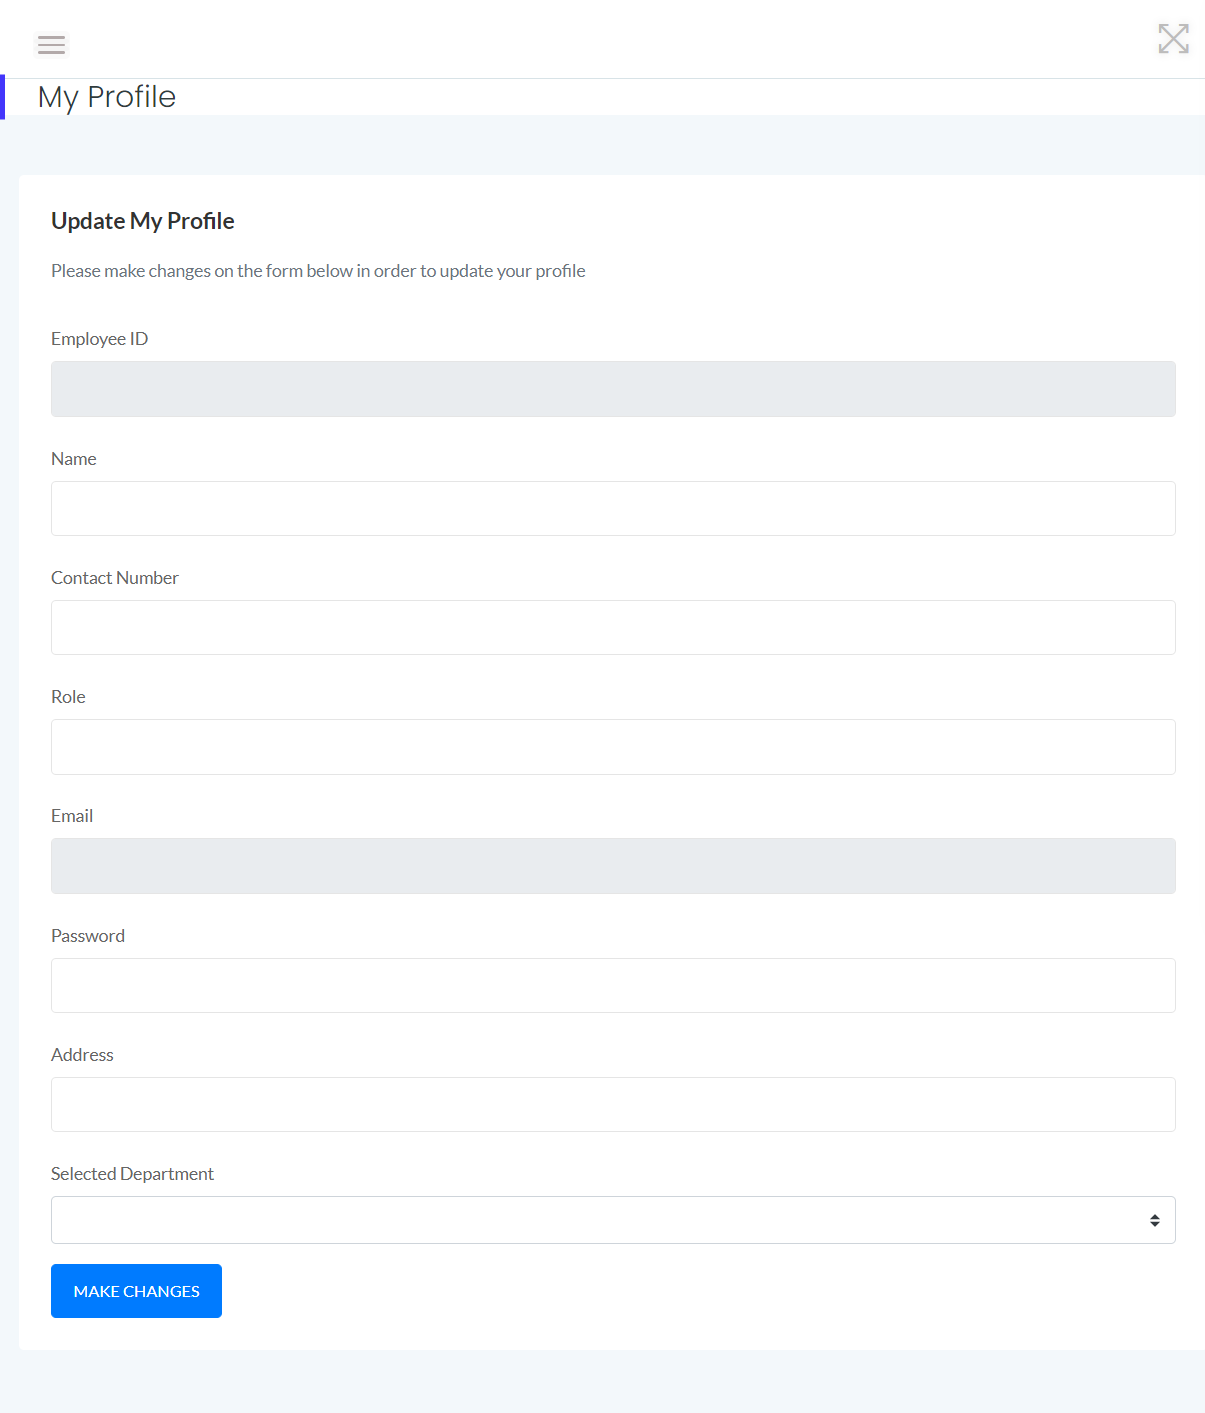 My Profile
Update My Profile
Please make changes on the form below in order to update your profile
Employee ID
Name
Contact Number
Role
Email
Password
Address
Selected Department
MAKE CHANGES